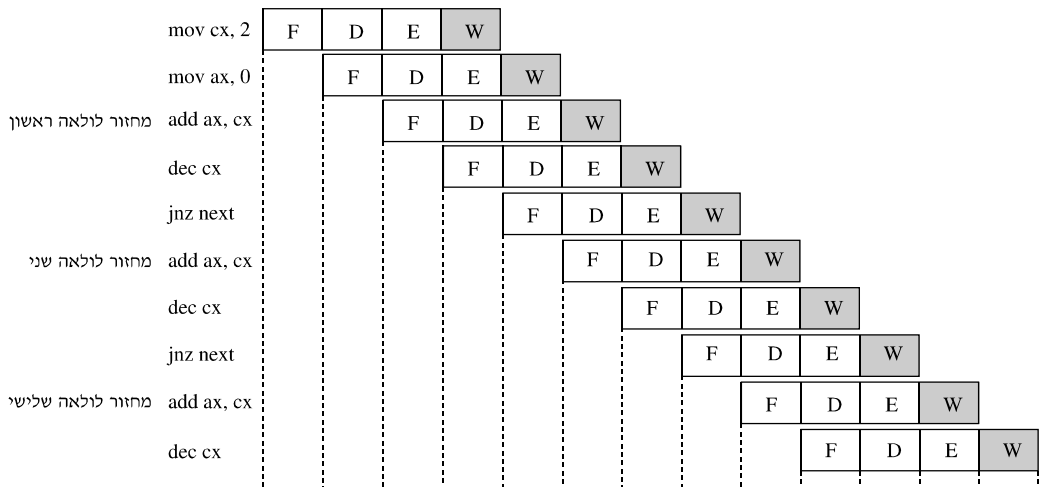 mov cx, 2 F D E W
mov ax, 0 F D E W
מחזור לולאה ראשון add ax, cx F D E W
dec cx F D E W
jnz next F D E W
מחזור לולאה שני add ax, cx F D E W
dec cx F D E W
jnz next F D E W
מחזור לולאה שלישי add ax, cx F D E W
dec cx F D E W